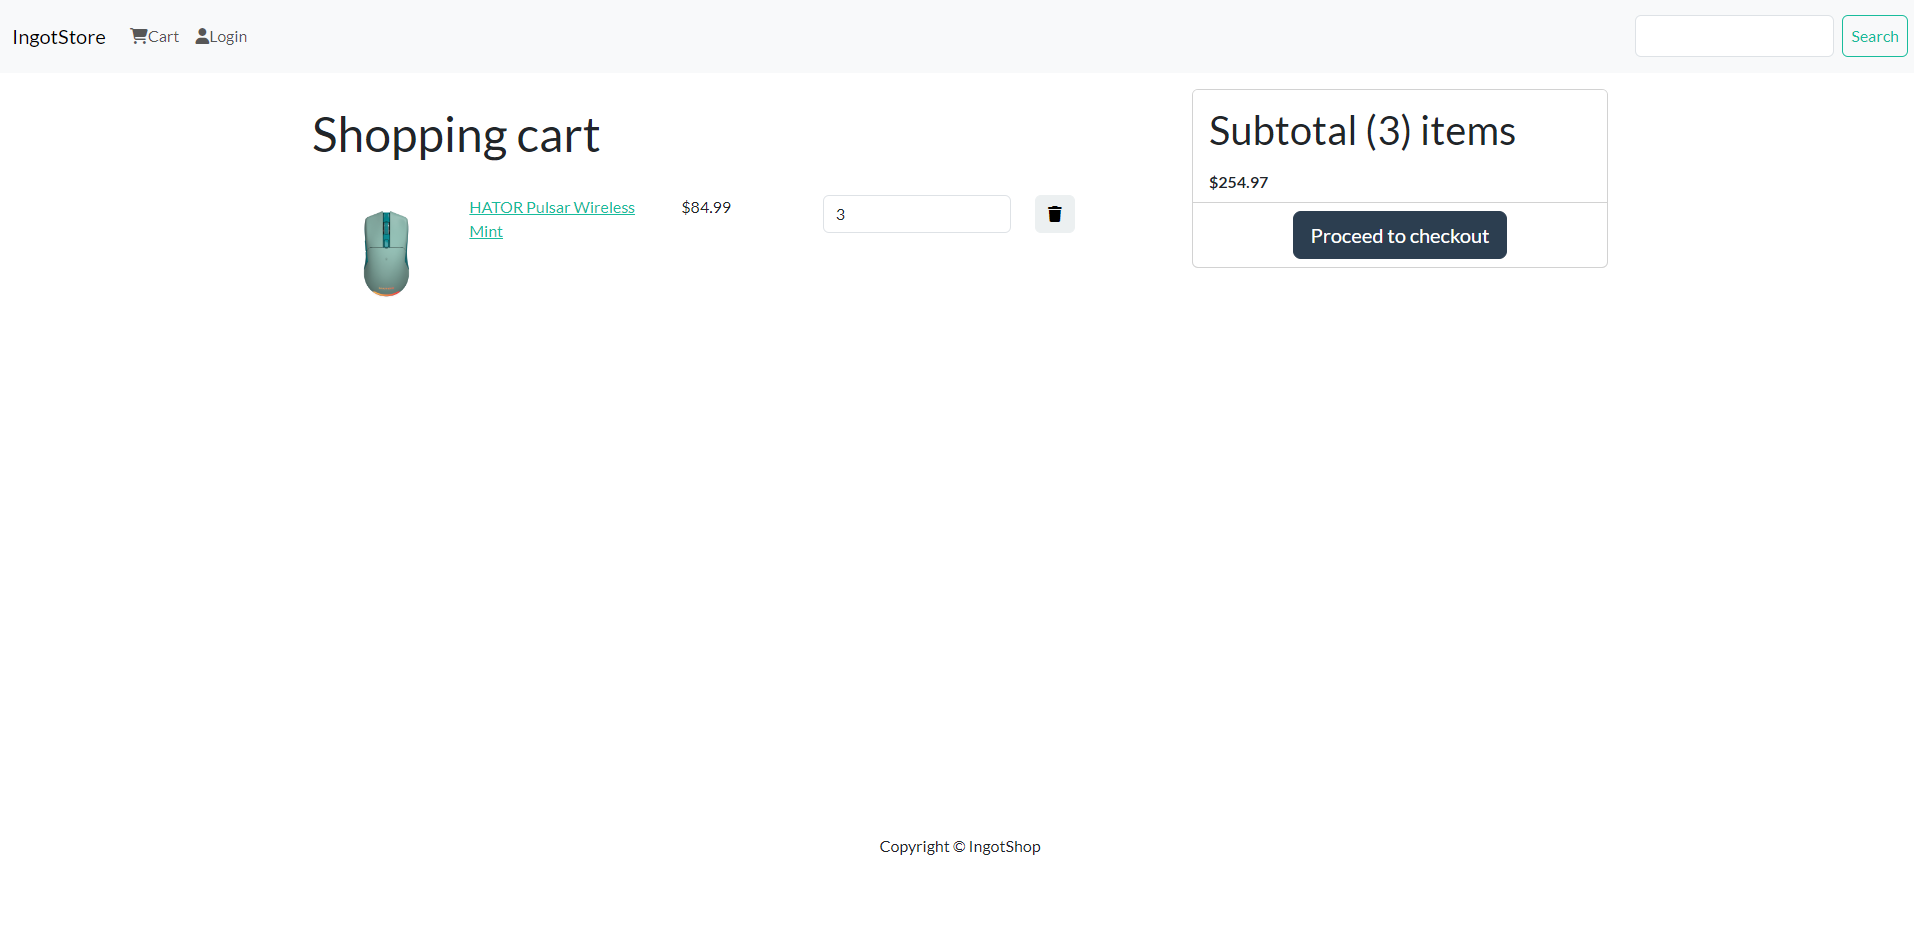 IngotStore Cart Login Search
Shopping cart
HATOR Pulsar Wireless
Mint
$84.99
3
Subtotal (3) items
$254.97
Proceed to checkout
Copyright © IngotShop